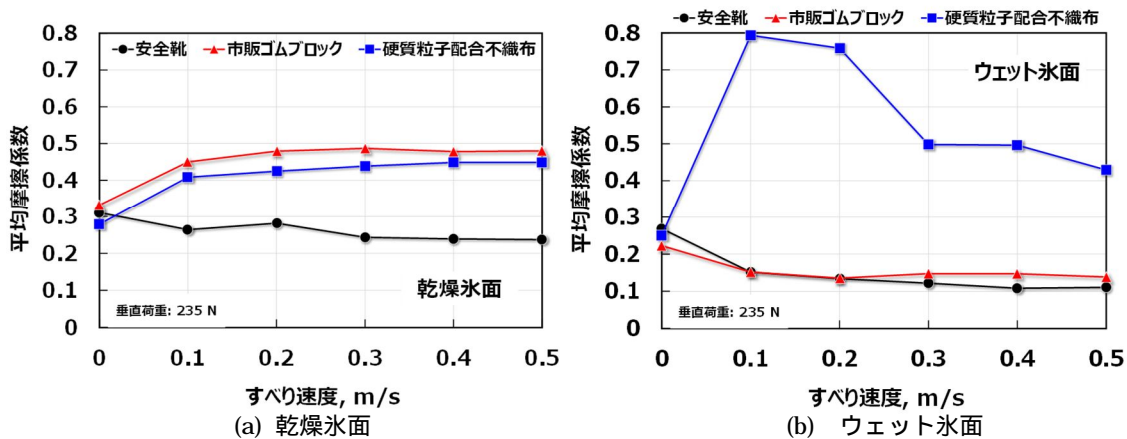 安全靴 市販ゴムブロック 硬質粒子配合不織布
0.8
0.7
0.6
0.5
0.4
0.3
0.2
0.1
0
平均摩擦係数
乾燥氷面
垂直荷重: 235 N
0 0.1 0.2 0.3 0.4 0.5
すべり速度, m/s
(a) 乾燥氷面
安全靴 市販ゴムブロック 硬質粒子配合不織布
0.8
0.7
0.6
0.5
0.4
0.3
0.2
0.1
0
平均摩擦係数
ウェット氷面
垂直荷重: 235 N
0 0.1 0.2 0.3 0.4 0.5
すべり速度, m/s
(b) ウェット氷面